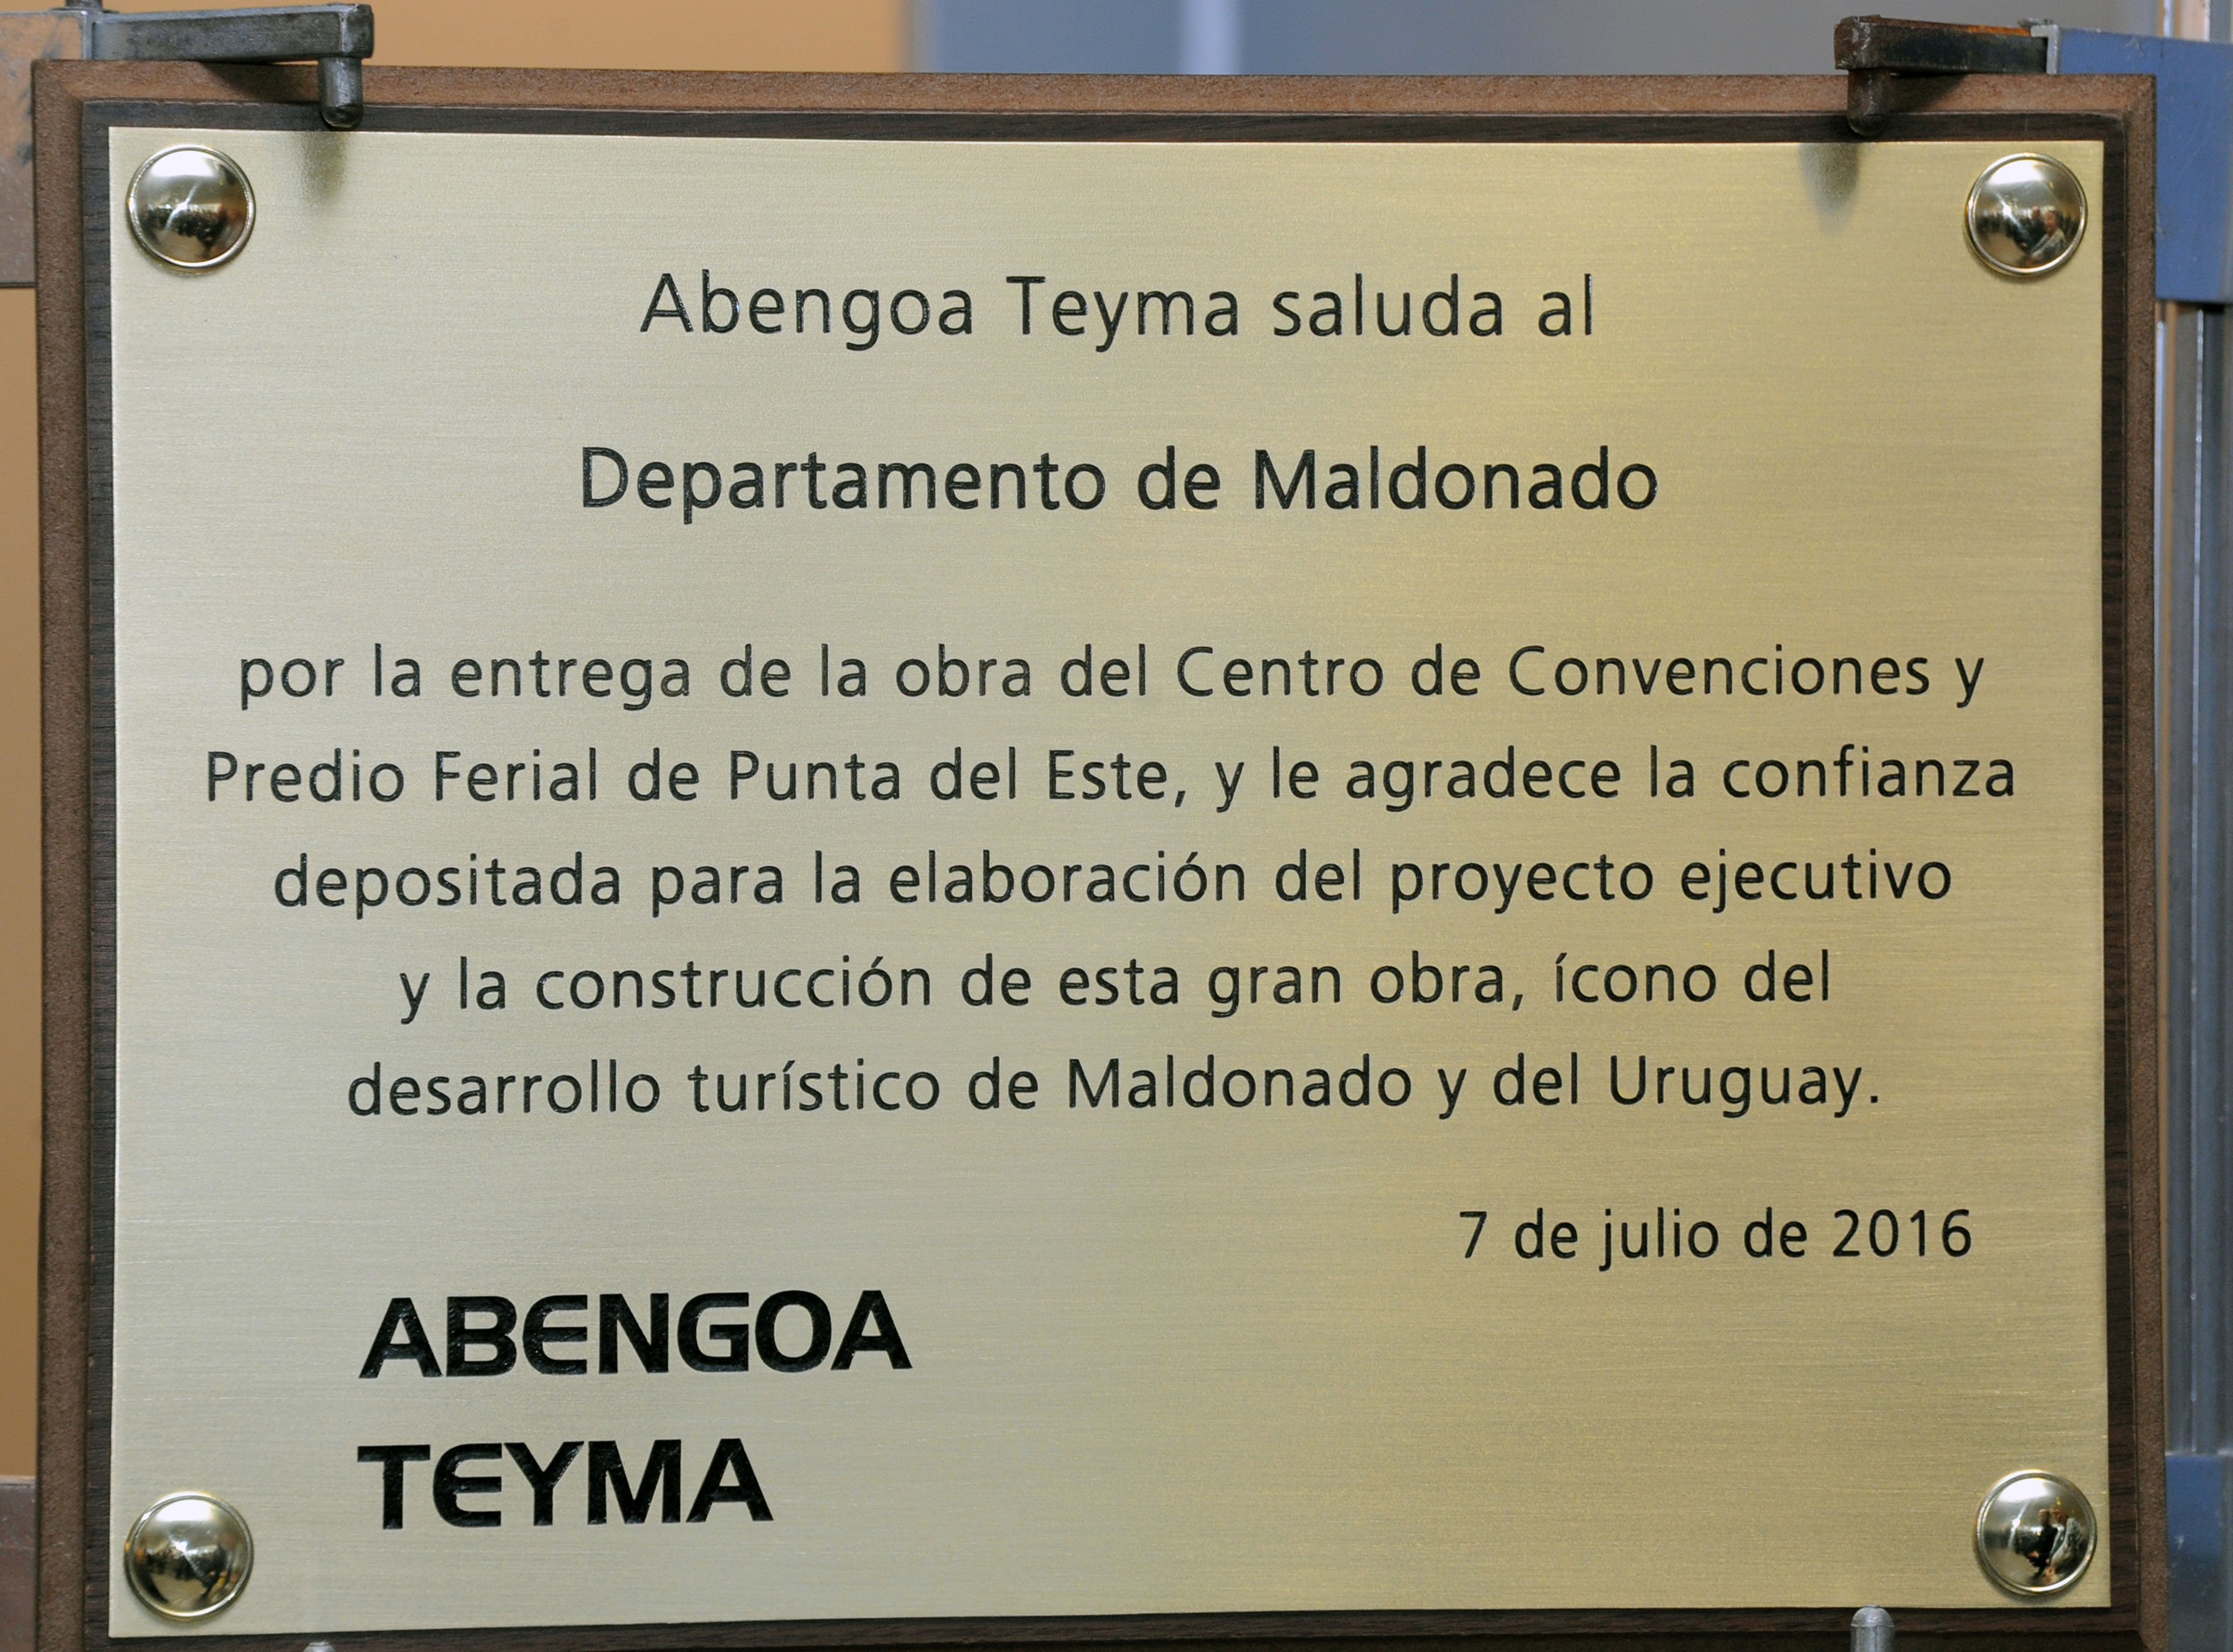 Abengoa Teyma saluda al
Departamento de Maldonado
por la entrega de la obra del Centro de Convenciones y
Predio Ferial de Punta del Este, y le agradece la confianza
depositada para la elaboración del proyecto ejecutivo
y la construcción de esta gran obra, ícono del
desarrollo turístico de Maldonado y del Uruguay.
7 de julio de 2016
ABENGOA
TEYMA